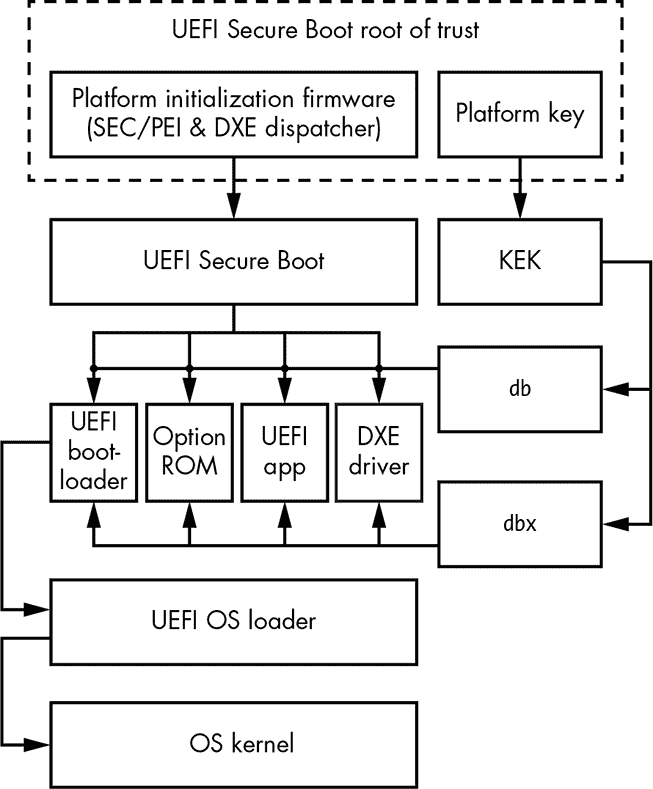 UEFI Secure Boot root of trust
Platform initialization firmware
(SEC/PEI & DXE dispatcher)
Platform key
UEFI Secure Boot
KEK
db
UEFI
boot-
loader
Option
ROM
UEFI
app
DXE
driver
dbx
UEFI OS loader
OS kernel